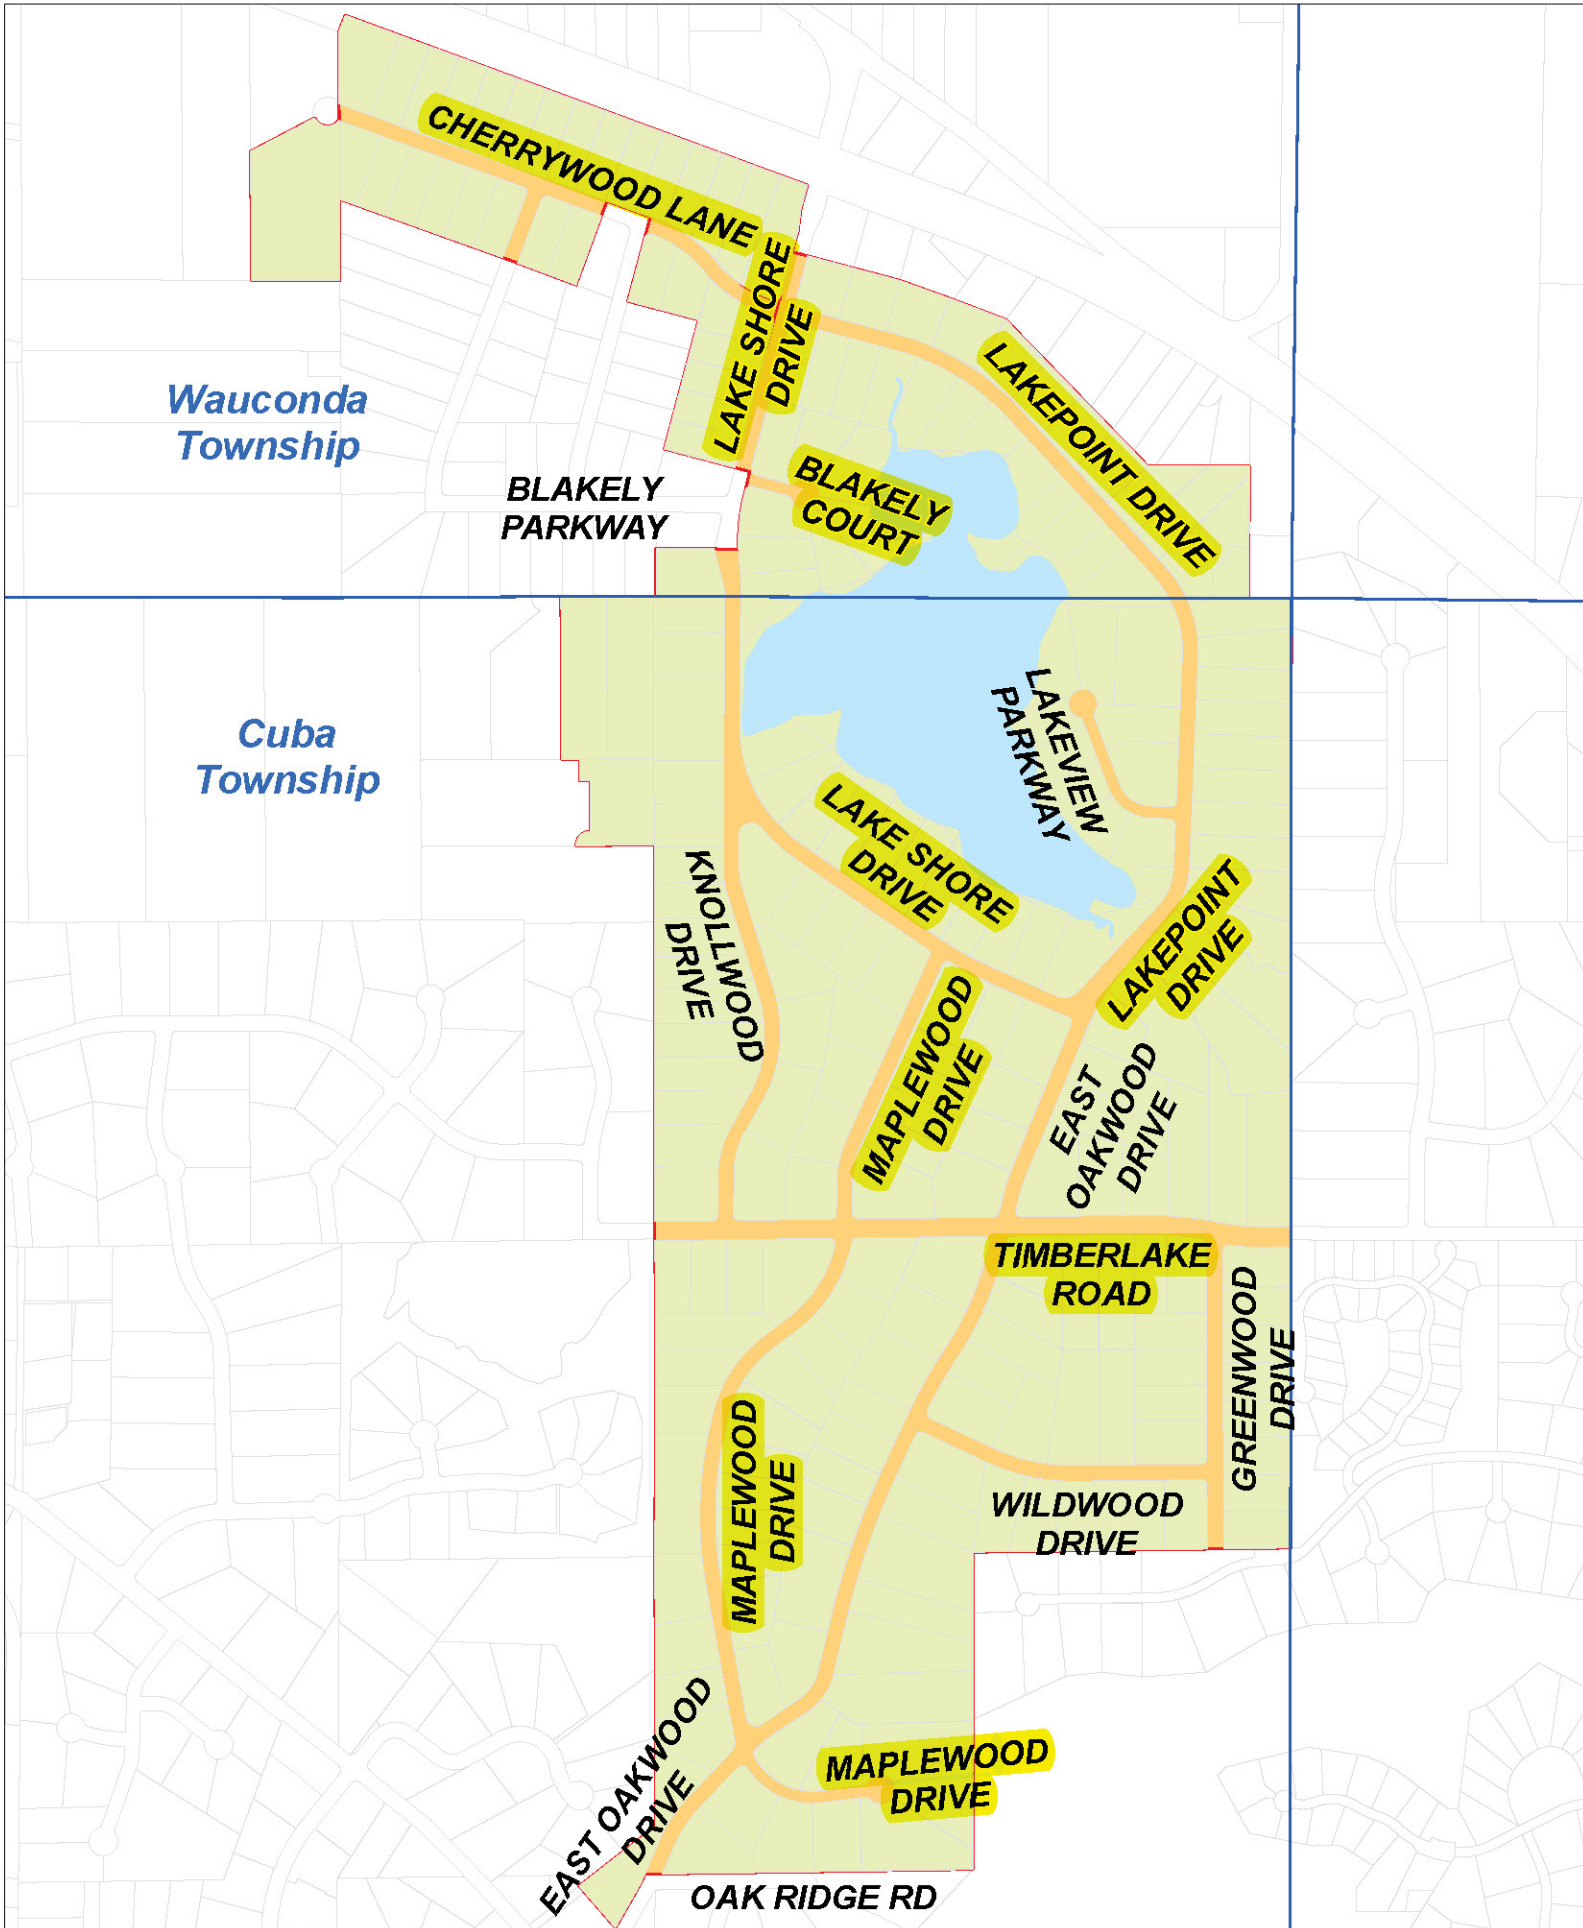 CHERRYWOOD LANE
LAKE SHORE
DRIVE
LAKEPOINT DRIVE
Wauconda
Township
BLAKELY
PARKWAY
BLAKELY
COURT
Cuba
Township
LAKEVIEW
PARKWAY
LAKE SHORE
DRIVE
KNOLLWOOD
DRIVE
LAKEPOINT
DRIVE
MAPLEWOOD
DRIVE
EAST
OAKWOOD
DRIVE
TIMBERLAKE
ROAD
GREENWOOD
DRIVE
MAPLEWOOD
DRIVE
WILDWOOD
DRIVE
EAST OAKWOOD
DRIVE
MAPLEWOOD
DRIVE
OAK RIDGE RD